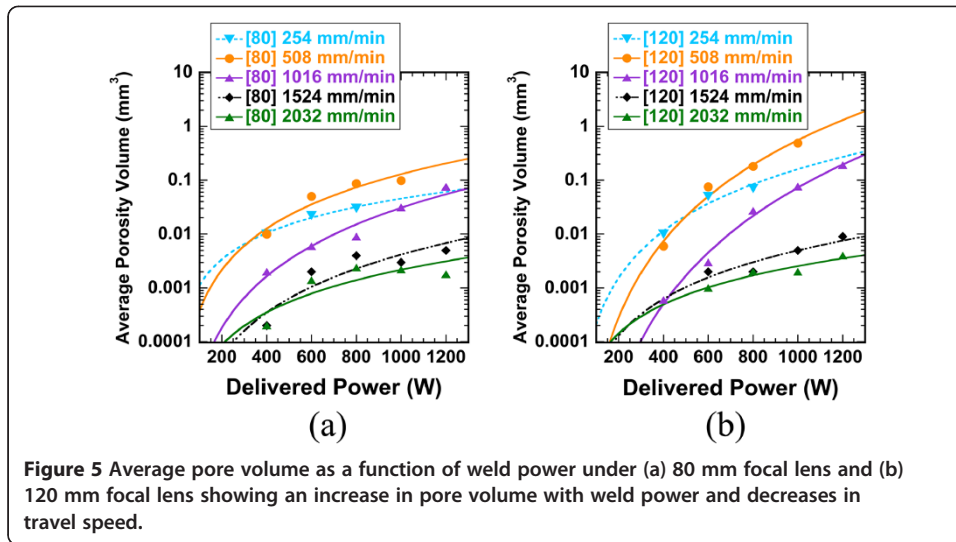 [80] 254 mm/min
[80] 508 mm/min
[80] 1016 mm/min
[80] 1524 mm/min
[80] 2032 mm/min
Average Porosity Volume (mm³)
10
1
0.1
0.01
0.001
0.0001
200 400 600 800 1000 1200
Delivered Power (W)
(a)
[120] 254 mm/min
[120] 508 mm/min
[120] 1016 mm/min
[120] 1524 mm/min
[120] 2032 mm/min
Average Porosity Volume (mm³)
10
1
0.1
0.01
0.001
0.0001
200 400 600 800 1000 1200
Delivered Power (W)
(b)
Figure 5 Average pore volume as a function of weld power under (a) 80 mm focal lens and (b)
120 mm focal lens showing an increase in pore volume with weld power and decreases in
travel speed.